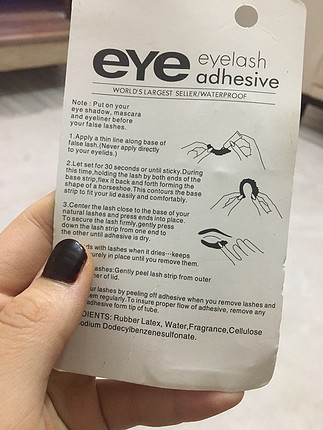 eye eyelash
adhesive
WORLD'S LARGEST SELLER/WATERPROOF
Note : Put on your
eye shadow, mascara
and eyeliner before
your false lashes.
1.Apply a thin line along base of
false lash.(Never apply directly
to your eyelids.)
2.Let set for 30 seconds or until sticky.During
this time,holding the lash by both ends of the
base strip,flex it back and forth forming the
shape of a horseshoe.This contours the base
strip to fit your lid easily and comfortably.
3.Center the lash close to the base of your
natural lashes and press ends into place.
To secure the lash firmly,gently press
down the lash strip from one end to
the other until adhesive is dry.
with lashes when it dries---keeps
securely in place until you remove them.
lashes:Gently peel lash strip from outer
of lid.
lashes by peeling off adhesive when you remove lashes and
regularly.To insure proper flow of adhesive, remove any
adhesive form tip of tube.
Rubber Latex, Water,Fragrance,Cellulose
Dodecylbenzenesulfonate.